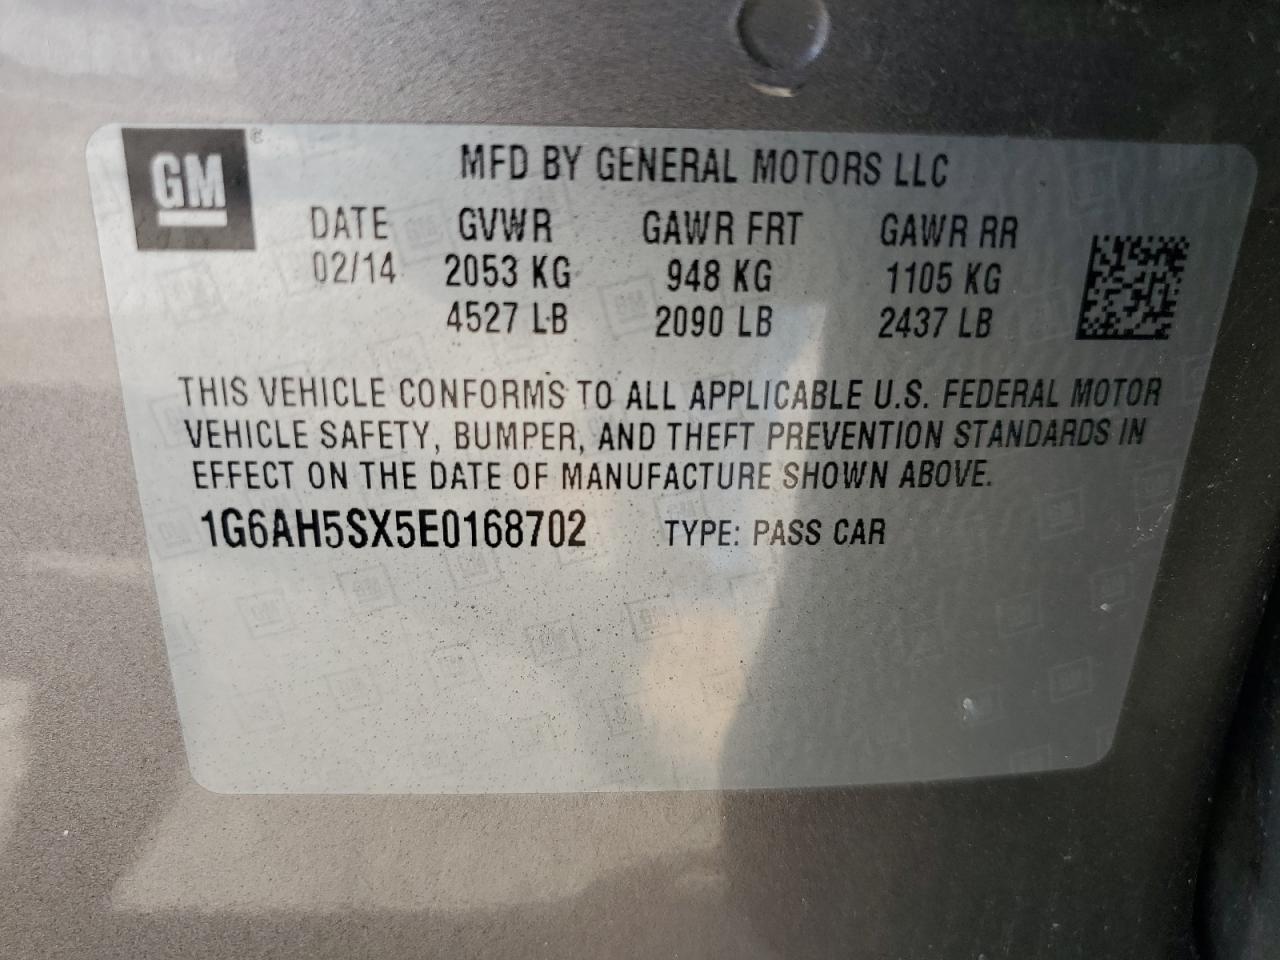 GM
MFD BY GENERAL MOTORS LLC
DATE GVWR GAWR FRT GAWR RR
02/14 2053 KG 948 KG 1105 KG
4527 LB 2090 LB 2437 LB
THIS VEHICLE CONFORMS TO ALL APPLICABLE U.S. FEDERAL MOTOR
VEHICLE SAFETY, BUMPER, AND THEFT PREVENTION STANDARDS IN
EFFECT ON THE DATE OF MANUFACTURE SHOWN ABOVE.
1G6AH5SX5E0168702 TYPE: PASS CAR